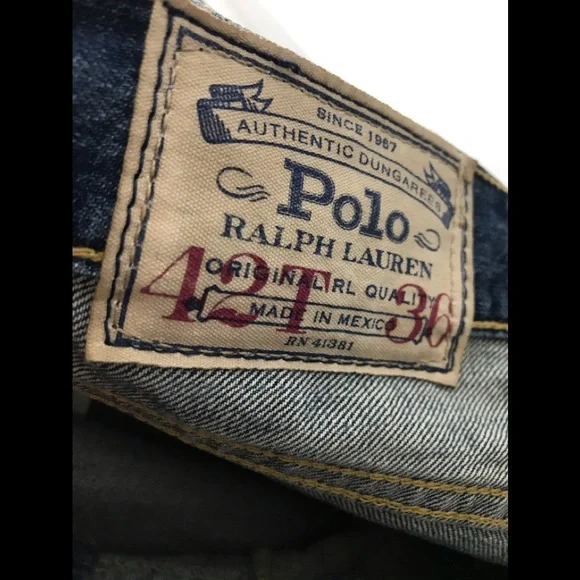 SINCE 1967
AUTHENTIC DUNGAREES
Polo
RALPH LAUREN
ORIGINAL RL QUALITY
42T 36
MADE IN MEXICO
RN 41381